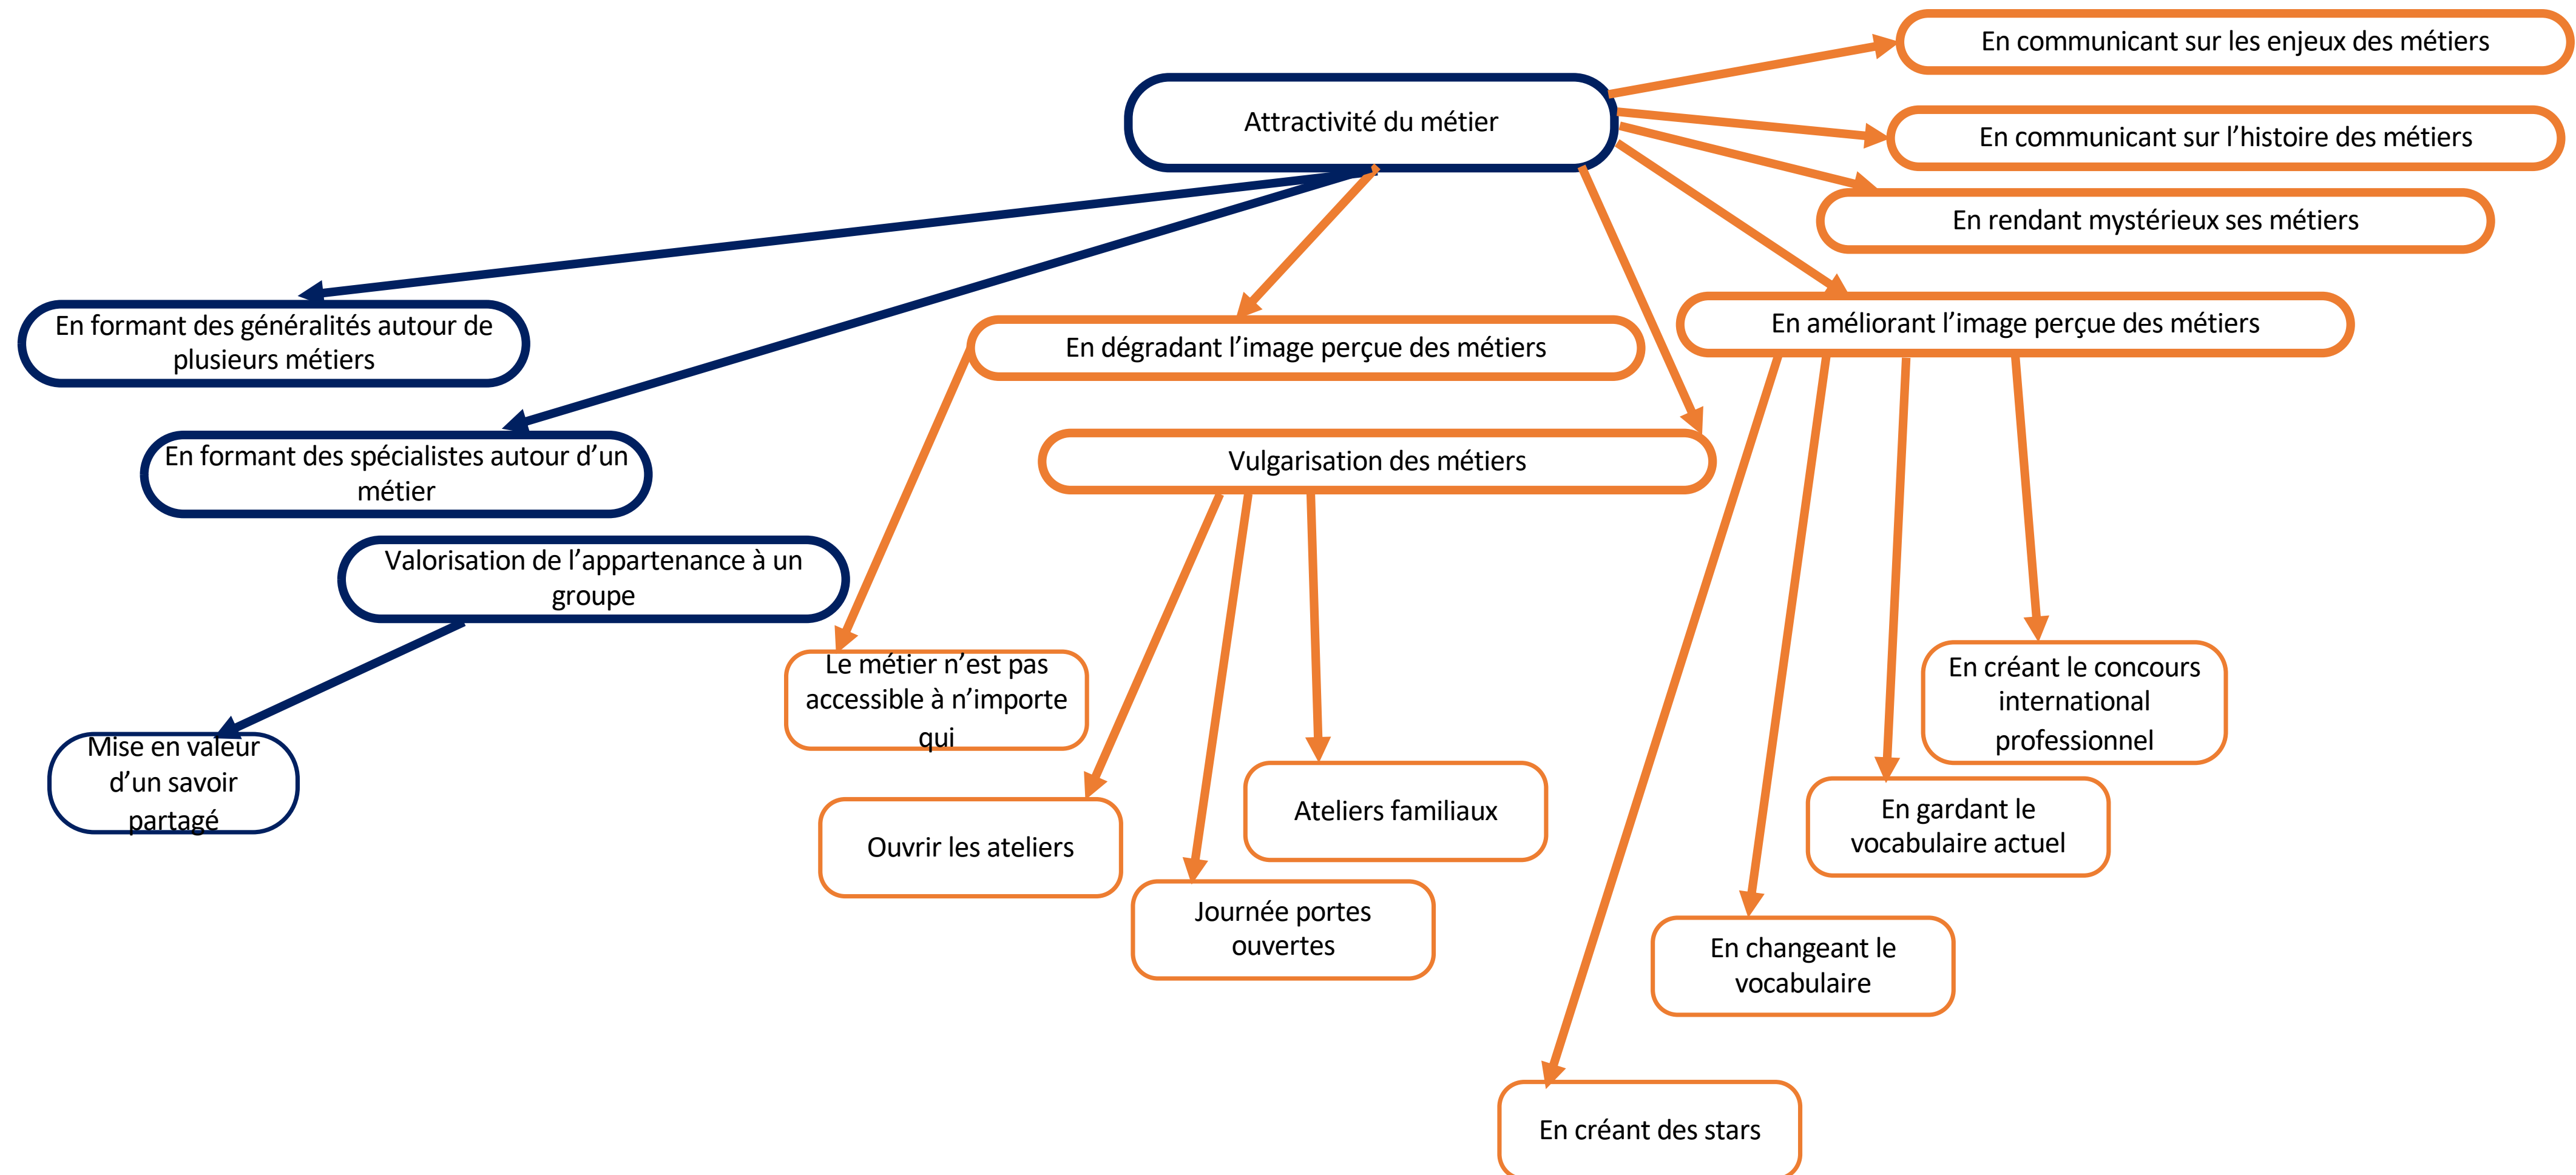 En communicant sur les enjeux des métiers
Attractivité du métier
En communicant sur l’histoire des métiers
En rendant mystérieux ses métiers
En formant des généralités autour de
plusieurs métiers
En dégradant l’image perçue des métiers
En améliorant l’image perçue des métiers
En formant des spécialistes autour d’un
métier
Vulgarisation des métiers
Valorisation de l’appartenance à un
groupe
Le métier n’est pas
accessible à n’importe
qui
En créant le concours
international
professionnel
Mise en valeur
d’un savoir
partagé
Ouvrir les ateliers
Ateliers familiaux
En gardant le
vocabulaire actuel
Journée portes
ouvertes
En changeant le
vocabulaire
En créant des stars